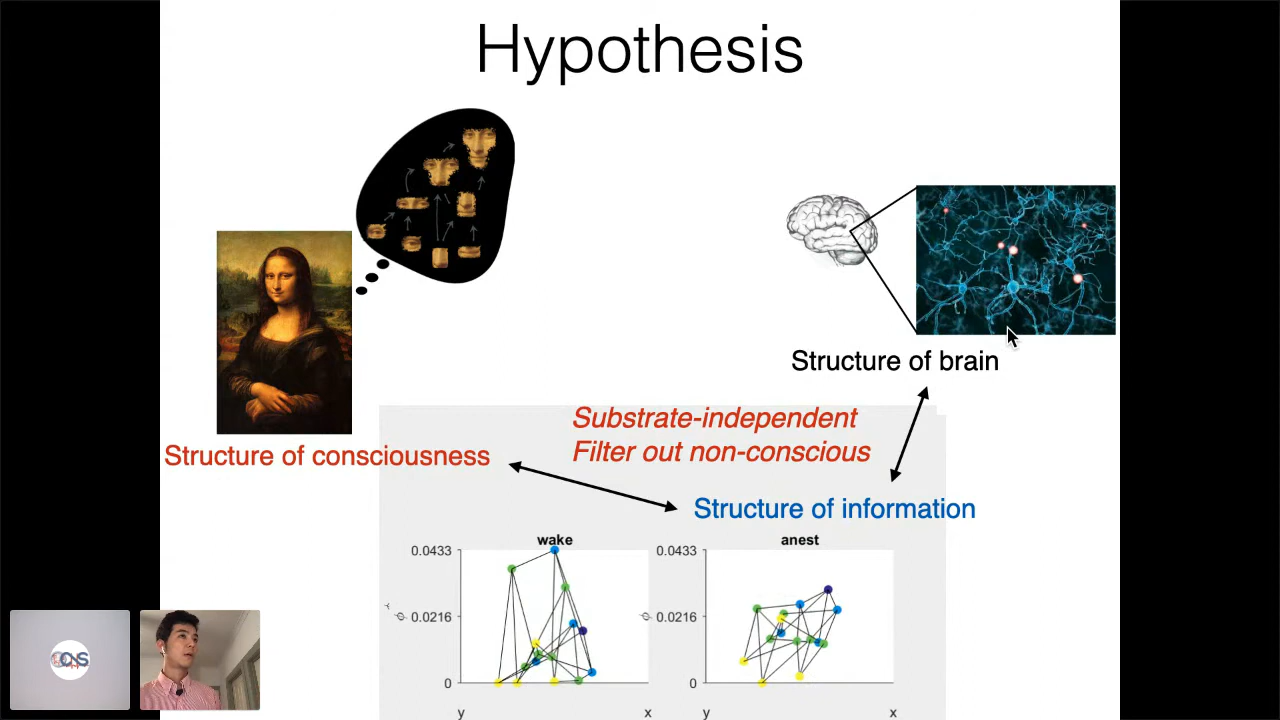 Hypothesis
Structure of brain
Substrate-independent
Filter out non-conscious
Structure of consciousness
Structure of information
wake
anest
0.0433
0.0433
ϕ
0.0216
ϕ
0.0216
0
0
y
x
y
x